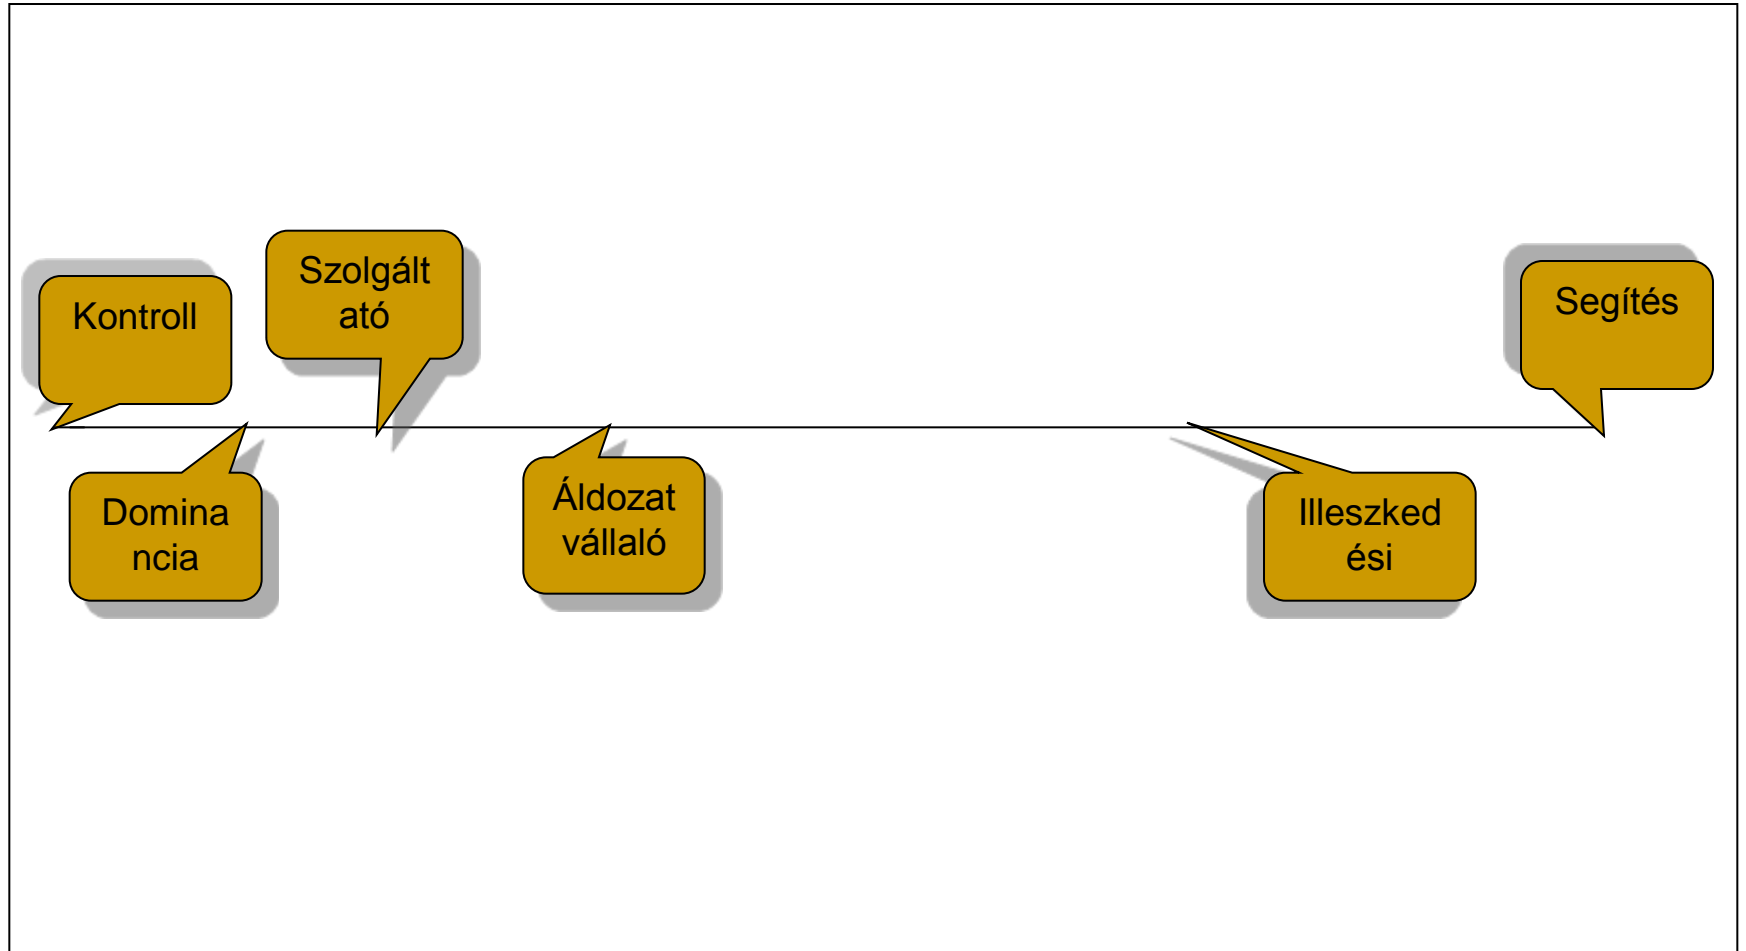 Kontroll
Szolgált
ató
Segítés
Domina
ncia
Áldozat
vállaló
Illeszked
ési